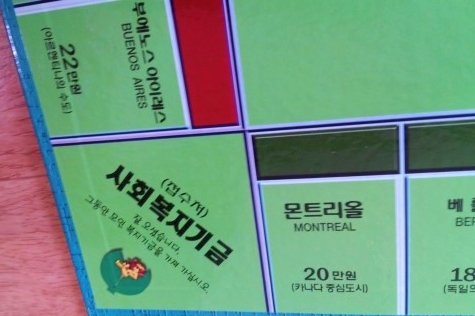 부에노스 아이레스
BUENOS AIRES
22만원
(아르헨티나의 수도)
(접수처)
사회복지기금
잘 오셨습니다.
그동안 모인 복지기금을 가져 가십시오.
몬트리올
MONTREAL
20만원
(카나다 중심도시)
베
BER
18
(독일의